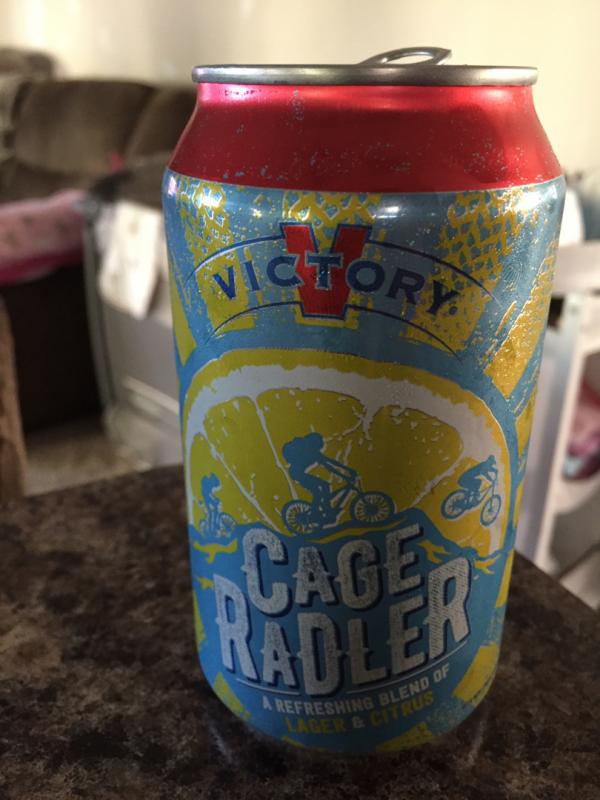 VICTORY
CAGE
RADLER
A REFRESHING BLEND OF
LAGER & CITRUS